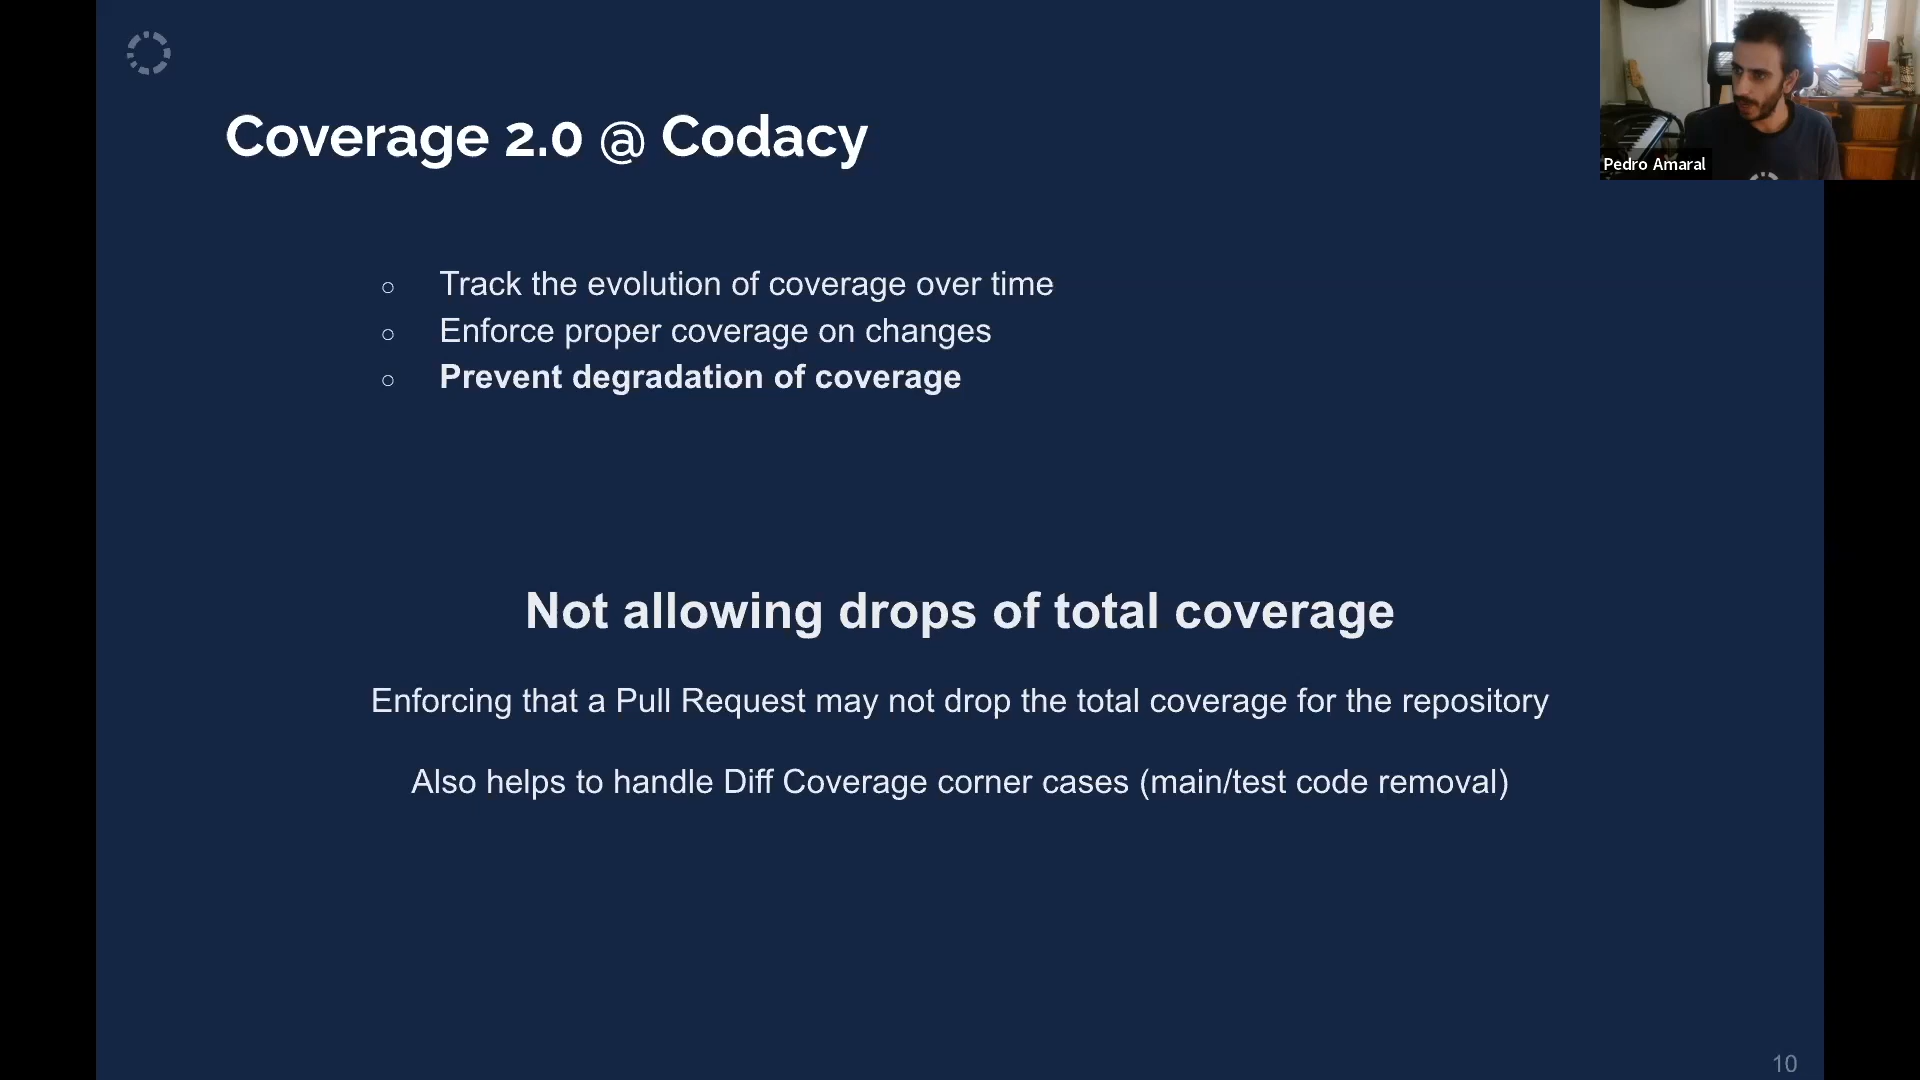 Coverage 2.0 @ Codacy
Pedro Amaral
○ Track the evolution of coverage over time
○ Enforce proper coverage on changes
○ Prevent degradation of coverage
Not allowing drops of total coverage
Enforcing that a Pull Request may not drop the total coverage for the repository
Also helps to handle Diff Coverage corner cases (main/test code removal)
10